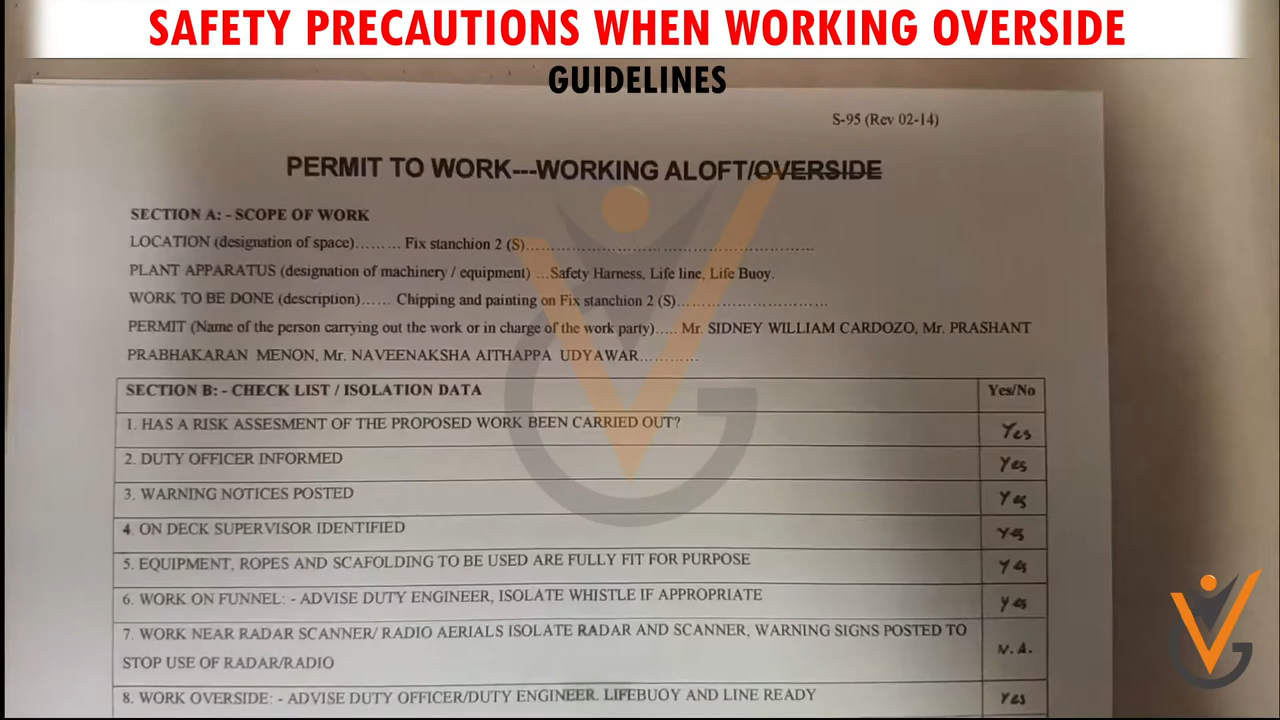 SAFETY PRECAUTIONS WHEN WORKING OVERSIDE
GUIDELINES
S-95 (Rev 02-14)
PERMIT TO WORK---WORKING ALOFT/OVERSIDE
SECTION A: - SCOPE OF WORK
LOCATION (designation of space)......... Fix stanchion 2 (S)....................................................................
PLANT APPARATUS (designation of machinery / equipment) ...Safety Harness, Life line, Life Buoy.
WORK TO BE DONE (description)...... Chipping and painting on Fix stanchion 2 (S)...................................
PERMIT (Name of the person carrying out the work or in charge of the work party)..... Mr. SIDNEY WILLIAM CARDOZO, Mr. PRASHANT
PRABHAKARAN MENON, Mr. NAVEENAKSHA AITHAPPA UDYAWAR............
SECTION B: - CHECK LIST / ISOLATION DATA Yes/No
1. HAS A RISK ASSESMENT OF THE PROPOSED WORK BEEN CARRIED OUT? Yes
2. DUTY OFFICER INFORMED Yes
3. WARNING NOTICES POSTED Yes
4. ON DECK SUPERVISOR IDENTIFIED Yes
5. EQUIPMENT, ROPES AND SCAFOLDING TO BE USED ARE FULLY FIT FOR PURPOSE Yes
6. WORK ON FUNNEL: - ADVISE DUTY ENGINEER, ISOLATE WHISTLE IF APPROPRIATE Yes
7. WORK NEAR RADAR SCANNER/ RADIO AERIALS ISOLATE RADAR AND SCANNER, WARNING SIGNS POSTED TO
STOP USE OF RADAR/RADIO N.A.
8. WORK OVERSIDE: - ADVISE DUTY OFFICER/DUTY ENGINEER. LIFEBUOY AND LINE READY Yes